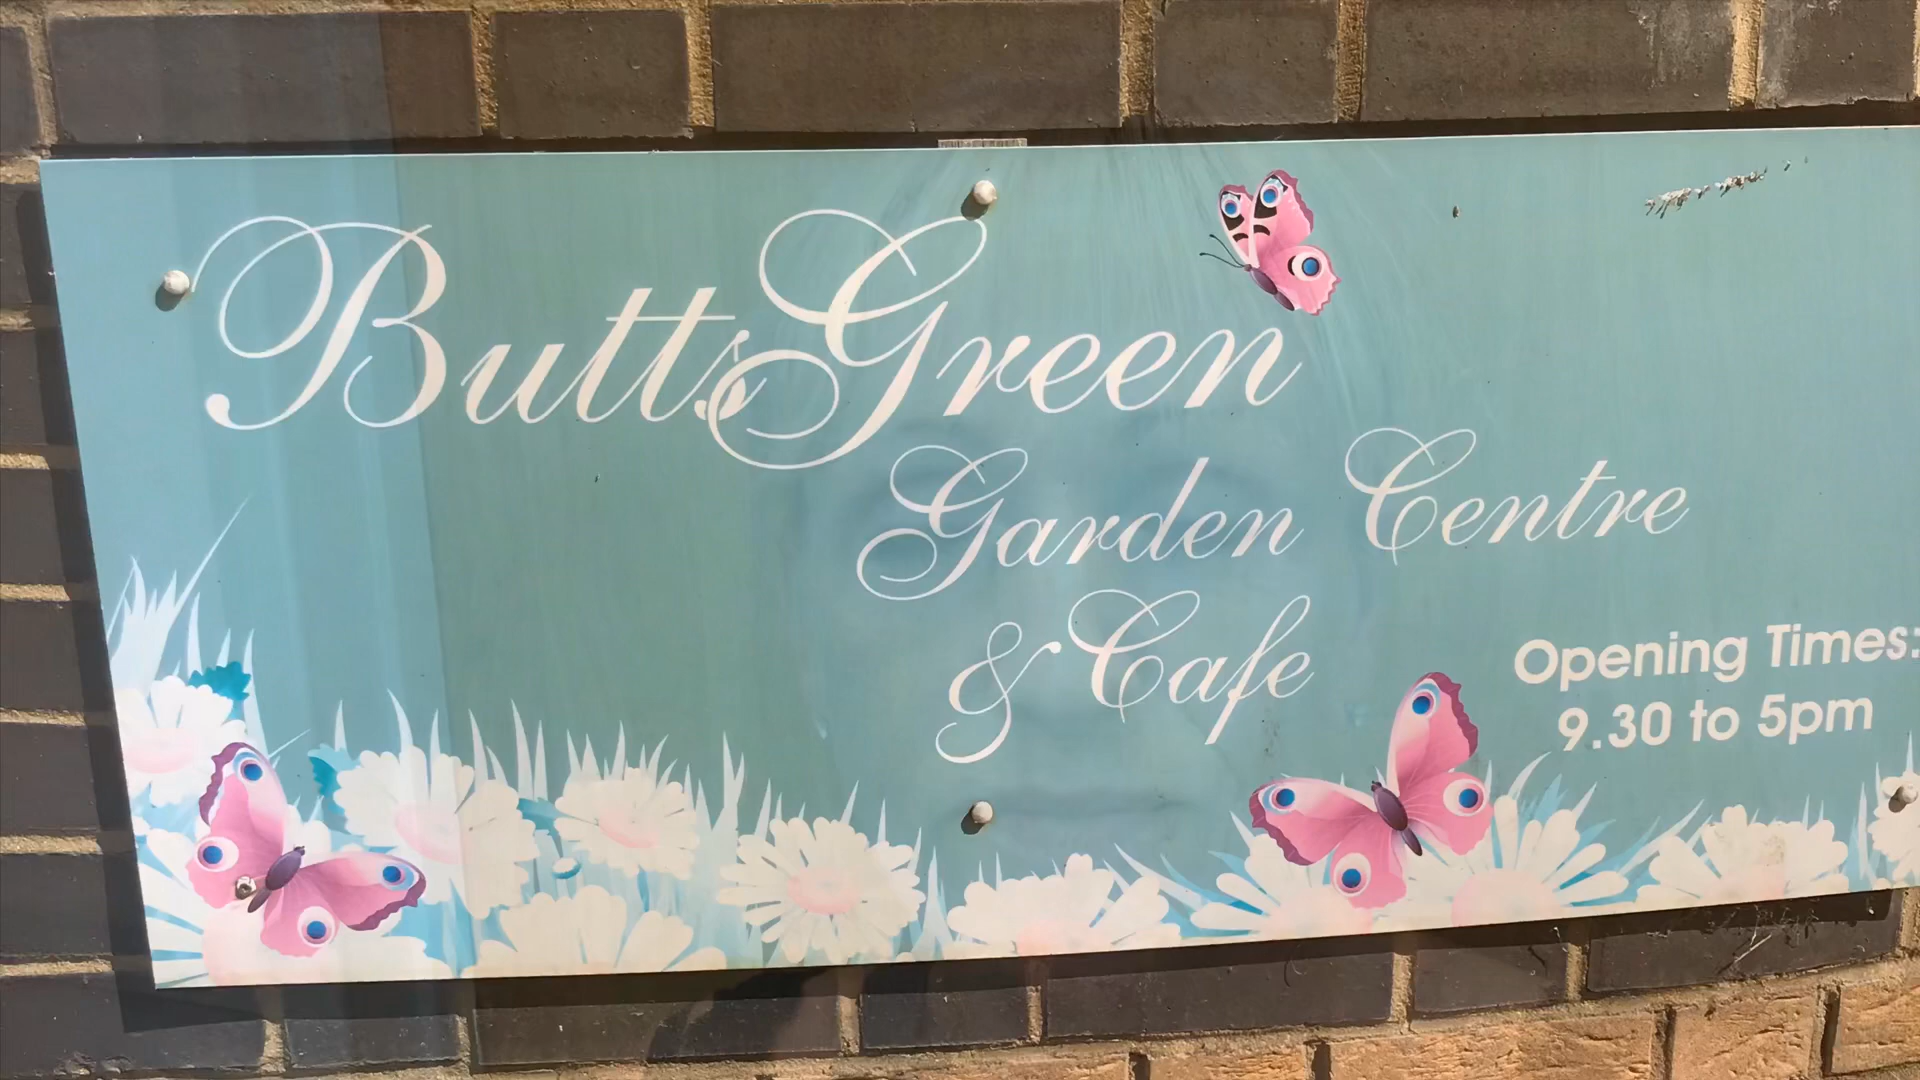 Butts Green
Garden Centre
& Cafe
Opening Times:
9.30 to 5pm